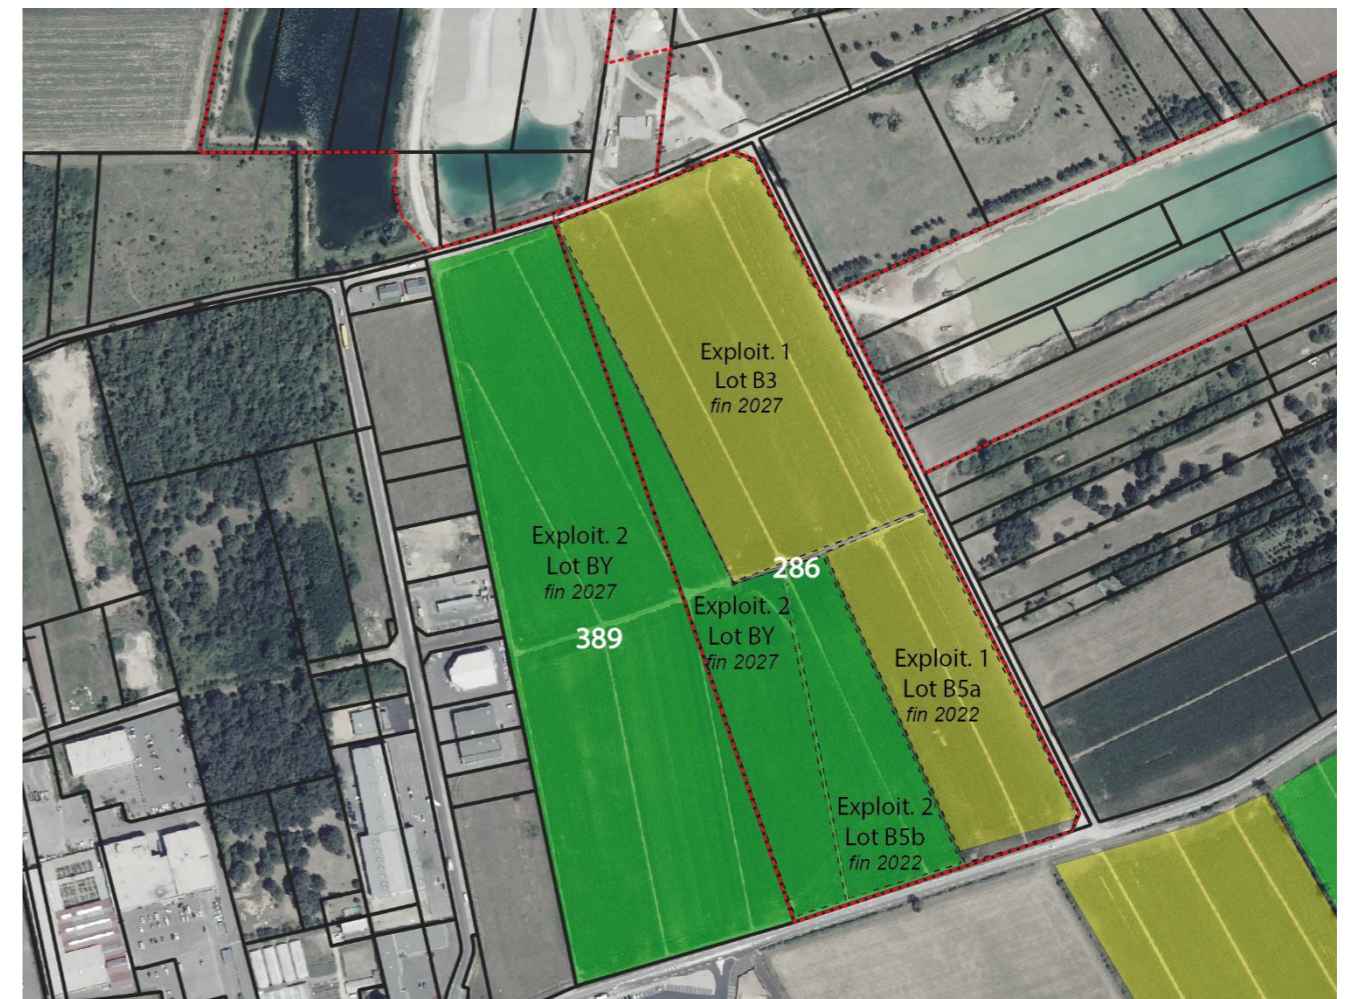 Exploit. 1
Lot B3
fin 2027
Exploit. 2
Lot BY
fin 2027
389
286
Exploit. 2
Lot BY
fin 2027
Exploit. 1
Lot B5a
fin 2022
Exploit. 2
Lot B5b
fin 2022